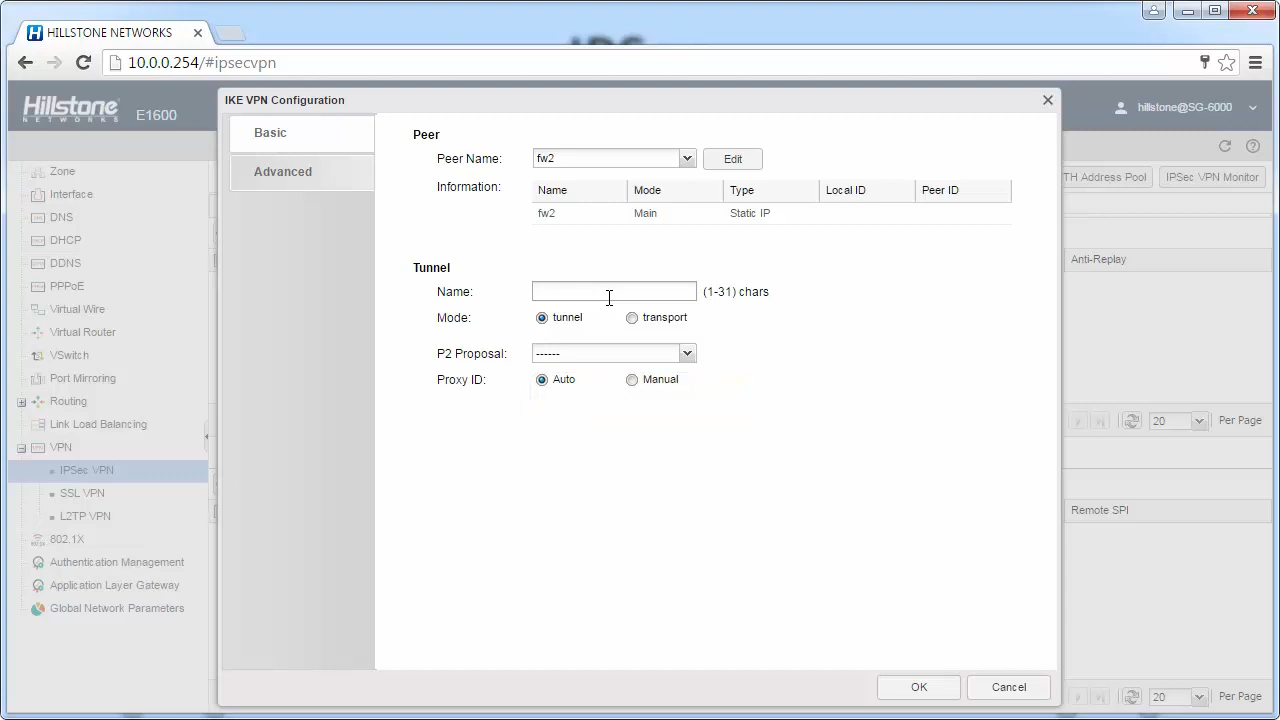 HILLSTONE NETWORKS
10.0.0.254/#ipsecvpn
Hillstone
NETWORKS
E1600
hillstone@SG-6000
IKE VPN Configuration
Basic
Advanced
Zone
Interface
DNS
DHCP
DDNS
PPPoE
Virtual Wire
Virtual Router
VSwitch
Port Mirroring
Routing
Link Load Balancing
VPN
IPSec VPN
SSL VPN
L2TP VPN
802.1X
Authentication Management
Application Layer Gateway
Global Network Parameters
Peer
Peer Name: fw2 Edit
Information: Name Mode Type Local ID Peer ID
fw2 Main Static IP
Tunnel
Name: (1-31) chars
Mode: tunnel transport
P2 Proposal: ------
Proxy ID: Auto Manual
OK Cancel
TH Address Pool IPSec VPN Monitor
Anti-Replay
20 Per Page
Remote SPI
20 Per Page